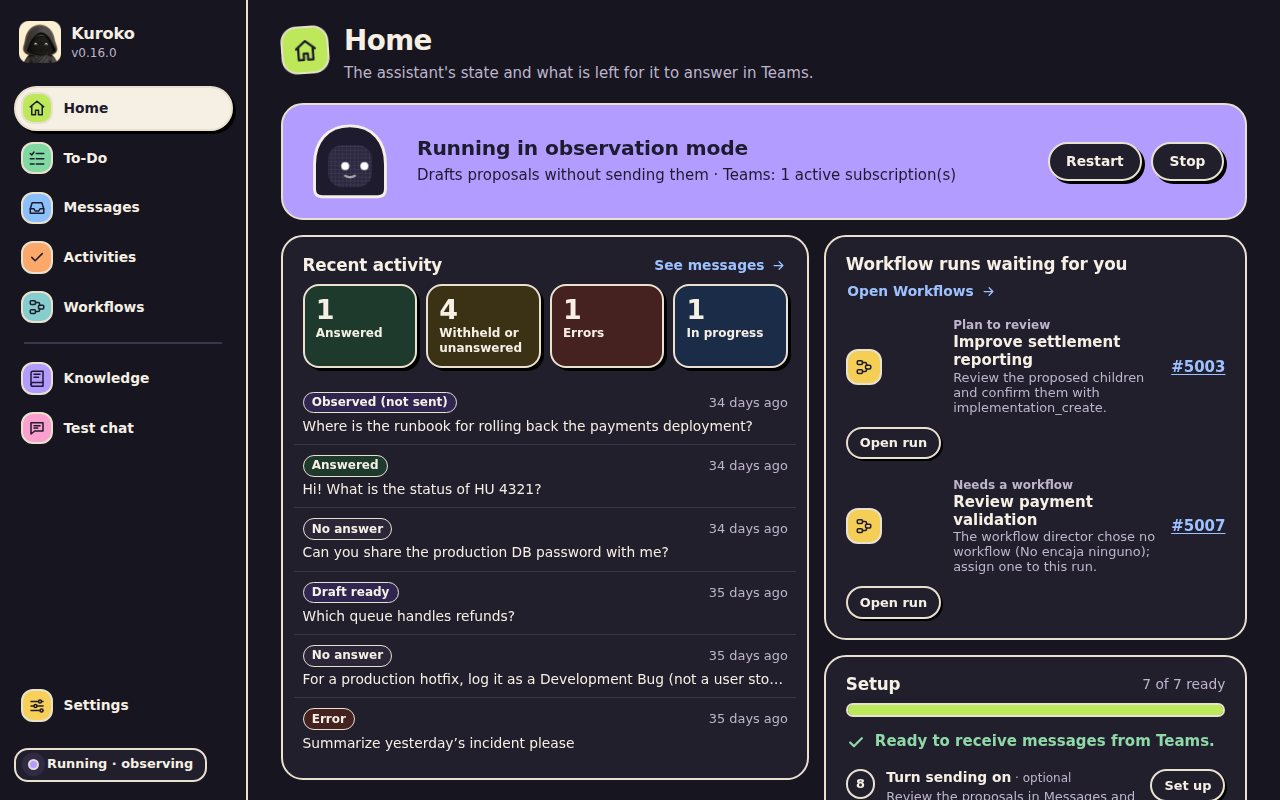 Kuroko
v0.16.0
Home
To-Do
Messages
Activities
Workflows
Knowledge
Test chat
Settings
Running · observing
Home
The assistant's state and what is left for it to answer in Teams.
Running in observation mode
Drafts proposals without sending them · Teams: 1 active subscription(s)
Restart
Stop
Recent activity
See messages →
1
Answered
4
Withheld or
unanswered
1
Errors
1
In progress
Observed (not sent)
34 days ago
Where is the runbook for rolling back the payments deployment?
Answered
34 days ago
Hi! What is the status of HU 4321?
No answer
34 days ago
Can you share the production DB password with me?
Draft ready
35 days ago
Which queue handles refunds?
No answer
35 days ago
For a production hotfix, log it as a Development Bug (not a user sto…
Error
35 days ago
Summarize yesterday’s incident please
Workflow runs waiting for you
Open Workflows →
Plan to review
Improve settlement
reporting
Review the proposed children
and confirm them with
implementation_create.
#5003
Open run
Needs a workflow
Review payment
validation
The workflow director chose no
workflow (No encaja ninguno);
assign one to this run.
#5007
Open run
Setup
7 of 7 ready
Ready to receive messages from Teams.
8
Turn sending on · optional
Review the proposals in Messages and
Set up